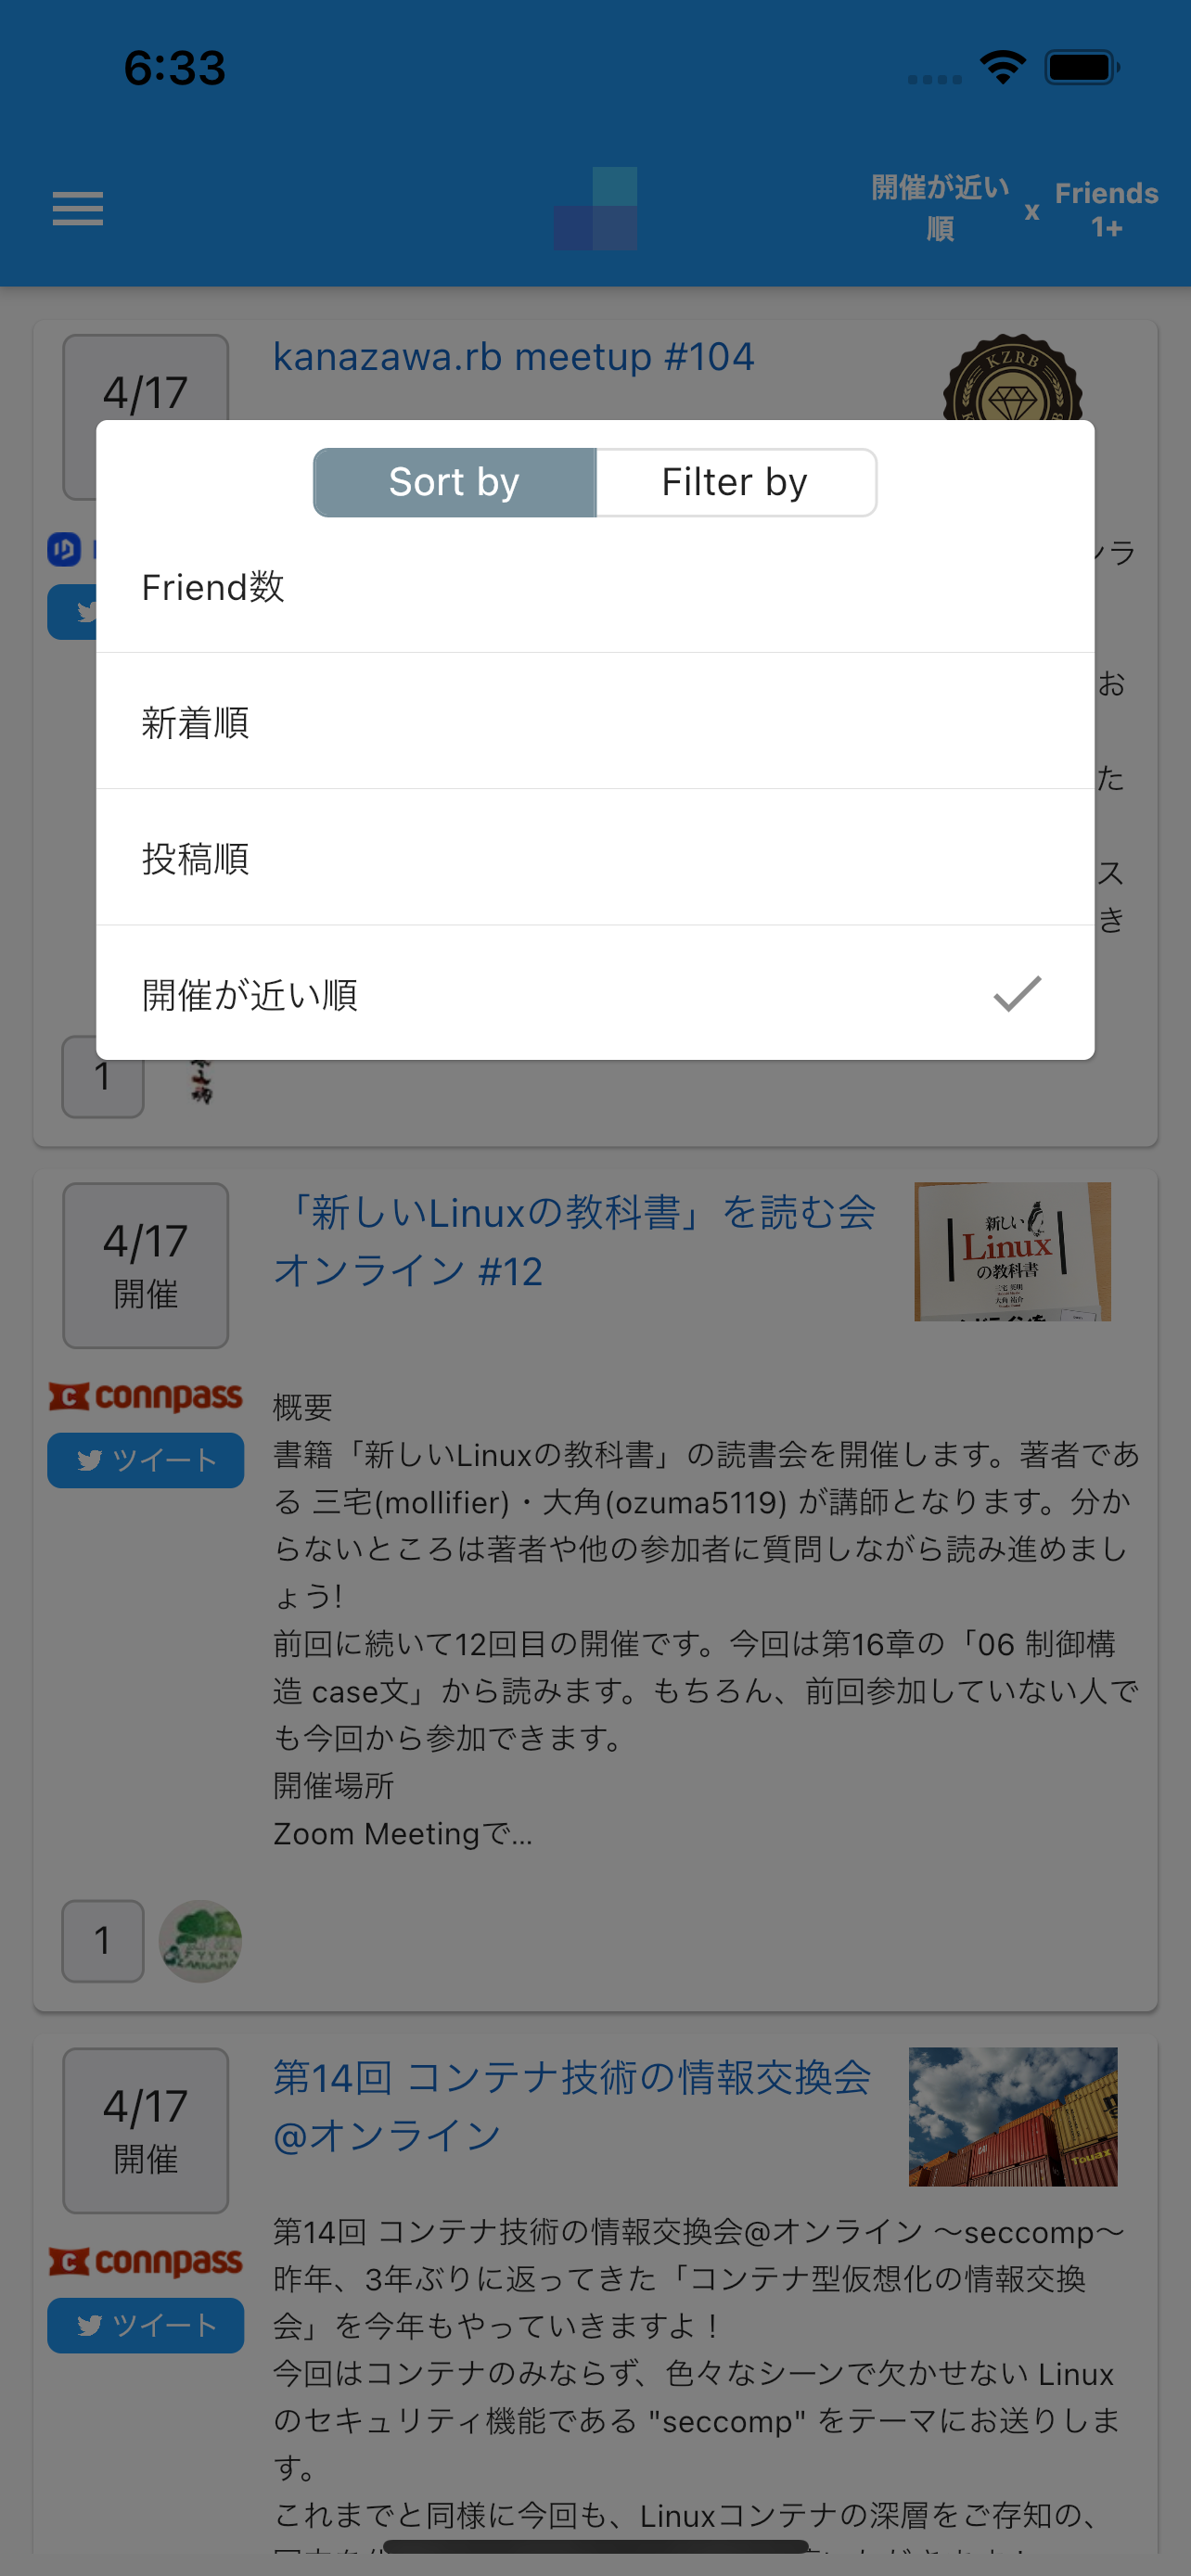 6:33
開催が近い
順
x
Friends
1+
4/17
kanazawa.rb meetup #104
KZRB
Sort by
Filter by
Friend数
ンラ
新着順
お
た
投稿順
ス
き
開催が近い順
1
4/17
開催
「新しいLinuxの教科書」を読む会
オンライン #12
新しい
Linux
の教科書
connpass
ツイート
概要
書籍「新しいLinuxの教科書」の読書会を開催します。著者であ
る 三宅(mollifier)・大角(ozuma5119) が講師となります。分か
らないところは著者や他の参加者に質問しながら読み進めまし
ょう!
前回に続いて12回目の開催です。今回は第16章の「06 制御構
造 case文」から読みます。もちろん、前回参加していない人で
も今回から参加できます。
開催場所
Zoom Meetingで...
1
4/17
開催
第14回 コンテナ技術の情報交換会
@オンライン
Touax
connpass
ツイート
第14回 コンテナ技術の情報交換会@オンライン 〜seccomp〜
昨年、3年ぶりに返ってきた「コンテナ型仮想化の情報交換
会」を今年もやっていきますよ！
今回はコンテナのみならず、色々なシーンで欠かせない Linux
のセキュリティ機能である "seccomp" をテーマにお送りしま
す。
これまでと同様に今回も、Linuxコンテナの深層をご存知の、